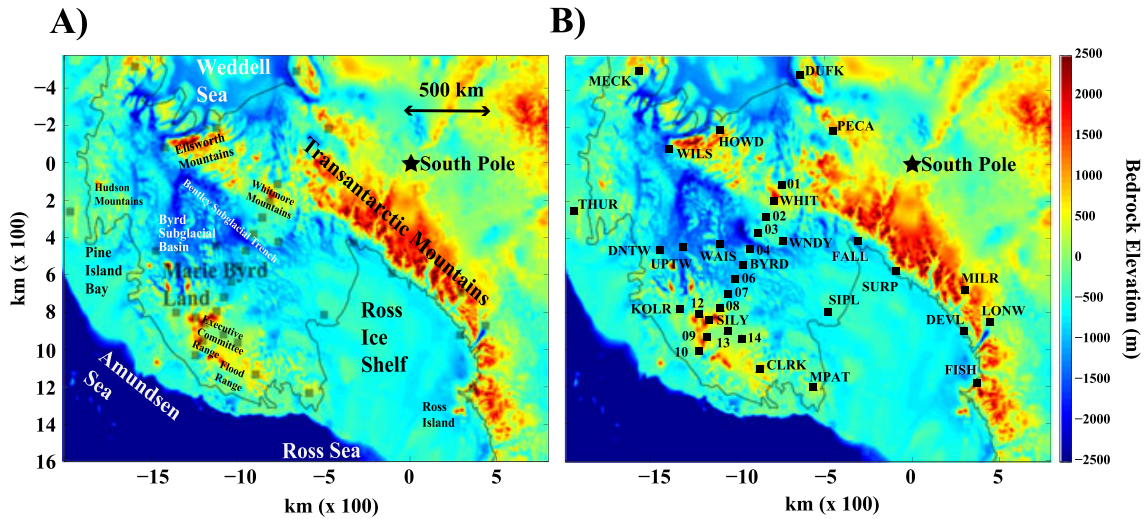 A)
B)
−4
−2
0
2
4
6
8
10
12
14
16
km (x 100)
−15
−10
−5
0
5
km (x 100)
Weddell
Sea
500 km
Ellsworth
Mountains
Transantarctic Mountains
South Pole
Hudson
Mountains
Whitmore
Mountains
Bentley Subglacial Trench
Byrd
Subglacial
Basin
Pine
Island
Bay
Marie Byrd
Land
Ross
Ice
Shelf
Executive
Committee
Range
Flood
Range
Amundsen
Sea
Ross
Island
Ross Sea
MECK
DUFK
PECA
HOWD
WILS
South Pole
01
WHIT
THUR
02
03
WNDY
DNTW
UPTW
WAIS
04
FALL
BYRD
SURP
06
07
MILR
SIPL
KOLR
12
08
LONW
SILY
DEVL
09
13
14
10
CLRK
MPAT
FISH
−15
−10
−5
0
5
km (x 100)
2500
2000
1500
1000
500
0
−500
−1000
−1500
−2000
−2500
Bedrock Elevation (m)